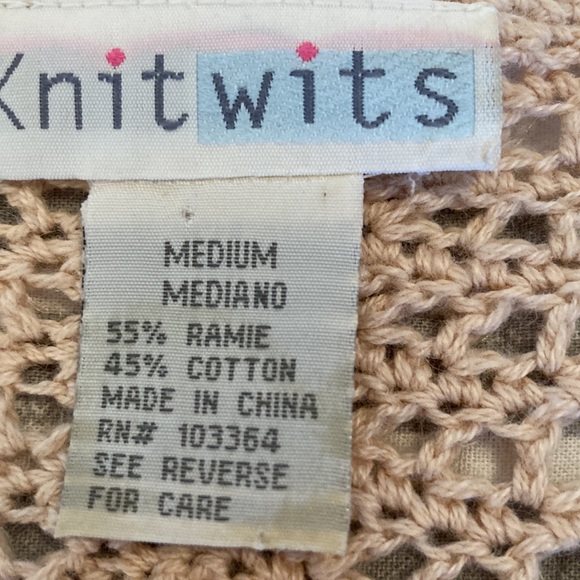 Knitwits
MEDIUM
MEDIANO
55% RAMIE
45% COTTON
MADE IN CHINA
RN# 103364
SEE REVERSE
FOR CARE